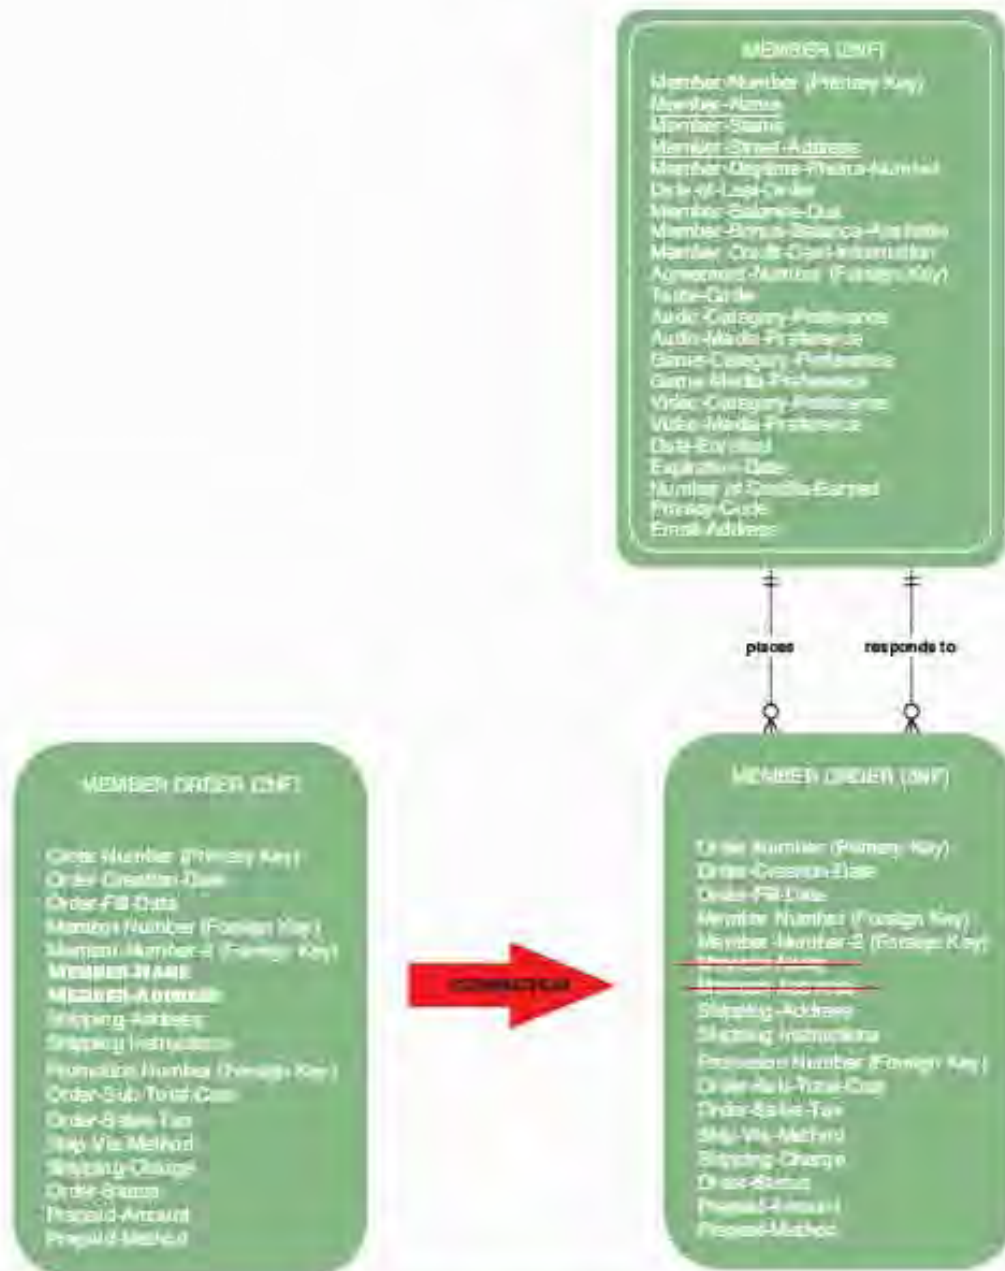 MEMBER (3NF)
Member-Number (Primary Key)
Member-Name
Member-Status
Member-Street-Address
Member-Daytime-Phone-Number
Date-of-Last-Order
Member-Balance-Due
Member-Bonus-Balance-Available
Member-Credit-Card-Information
Agreement-Number (Foreign Key)
Taste-Code
Audio-Category-Preference
Audio-Media-Preference
Game-Category-Preference
Game-Media-Preference
Video-Category-Preference
Video-Media-Preference
Date-Enrolled
Expiration-Date
Number of Credits-Earned
Privacy-Code
Email-Address
places
responds to
MEMBER ORDER (2NF)
Order-Number (Primary Key)
Order-Creation-Date
Order-Fill-Date
Member-Number (Foreign Key)
Member-Number-2 (Foreign Key)
MEMBER-NAME
MEMBER-ADDRESS
Shipping-Address
Shipping Instructions
Promotion-Number (Foreign Key)
Order-Sub-Total-Cost
Order-Sales-Tax
Ship-Via-Method
Shipping-Charge
Order-Status
Prepaid-Amount
Prepaid-Method
MEMBER ORDER (3NF)
Order-Number (Primary Key)
Order-Creation-Date
Order-Fill-Date
Member-Number (Foreign Key)
Member-Number-2 (Foreign Key)
Member-Name
Member-Address
Shipping-Address
Shipping Instructions
Promotion-Number (Foreign Key)
Order-Sub-Total-Cost
Order-Sales-Tax
Ship-Via-Method
Shipping-Charge
Order-Status
Prepaid-Amount
Prepaid-Method